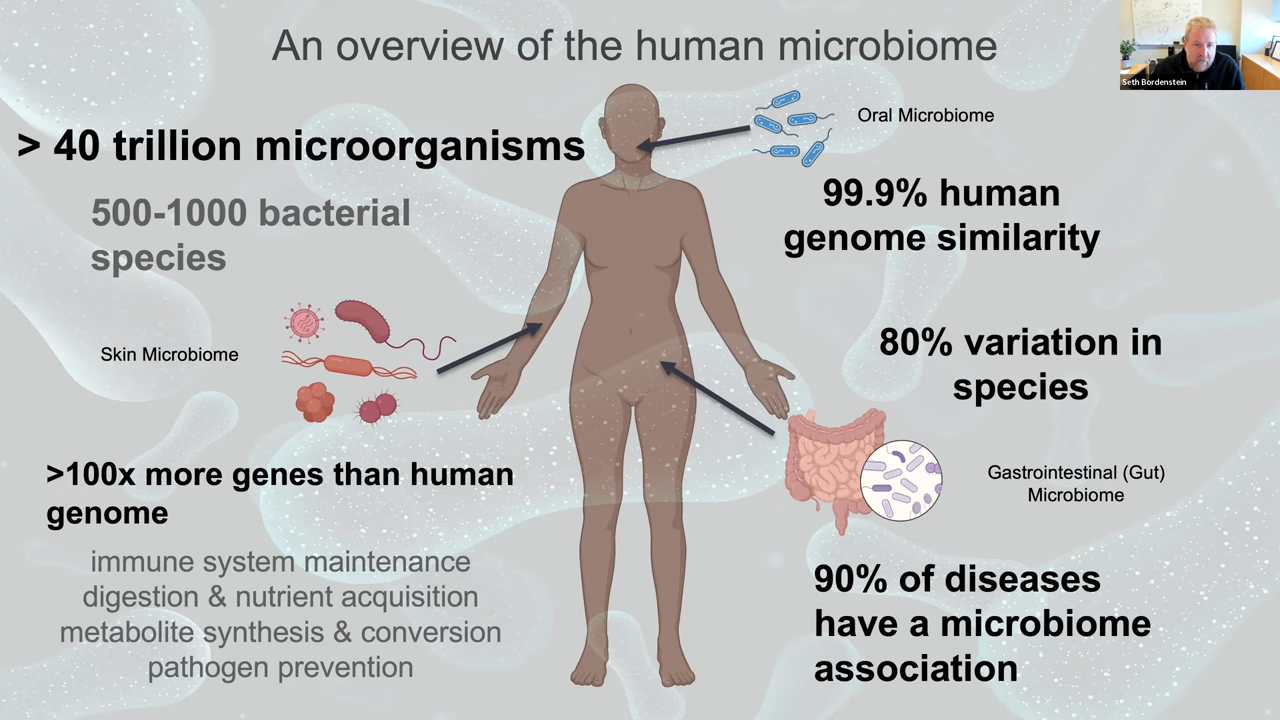 An overview of the human microbiome
Seth Bordenstein
> 40 trillion microorganisms
500-1000 bacterial
species
Skin Microbiome
>100x more genes than human
genome
immune system maintenance
digestion & nutrient acquisition
metabolite synthesis & conversion
pathogen prevention
Oral Microbiome
99.9% human
genome similarity
80% variation in
species
Gastrointestinal (Gut)
Microbiome
90% of diseases
have a microbiome
association